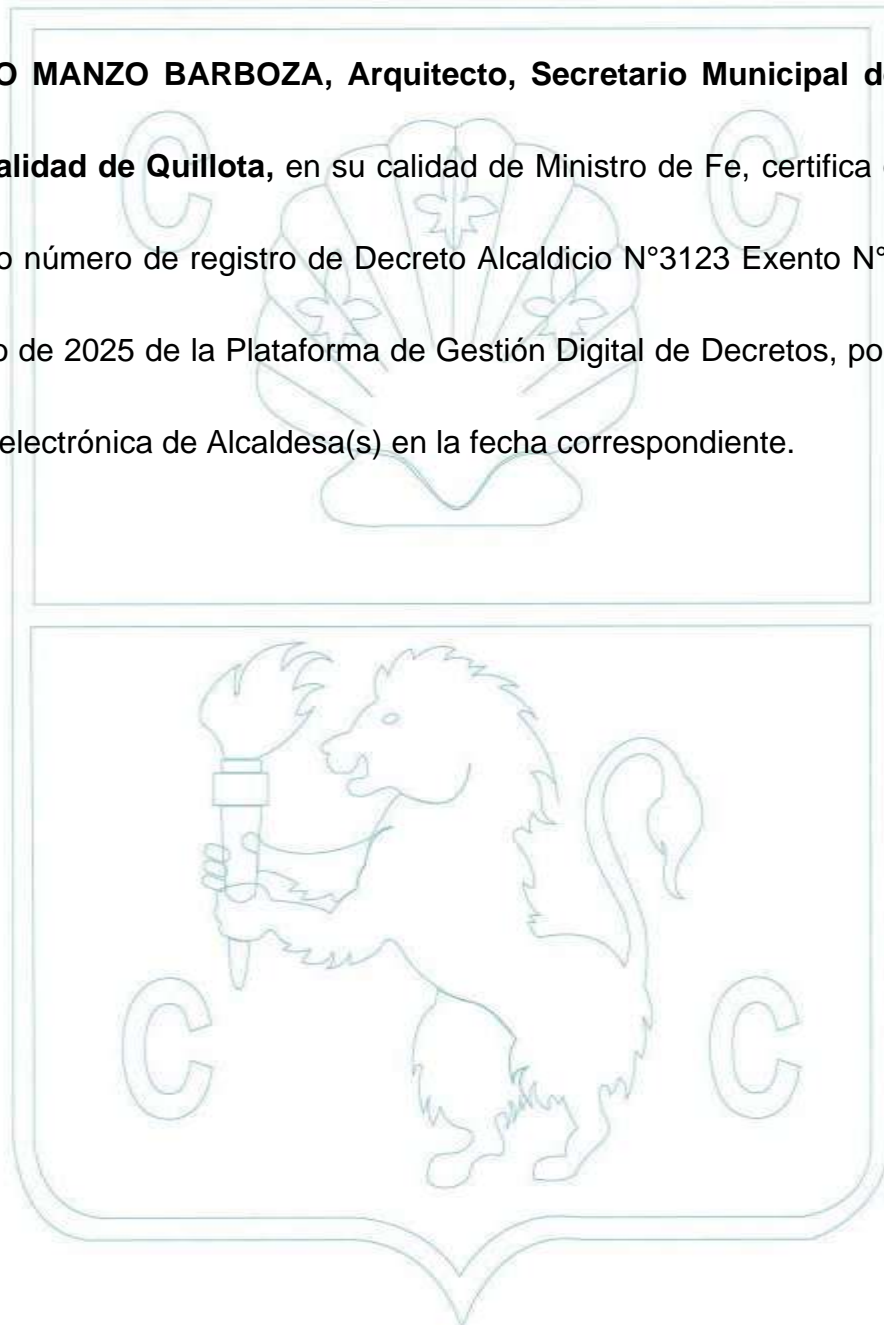 O MANZO BARBOZA, Arquitecto, Secretario Municipal de
alidad de Quillota, en su calidad de Ministro de Fe, certifica
o número de registro de Decreto Alcaldicio N°3123 Exento N°
o de 2025 de la Plataforma de Gestión Digital de Decretos, po
electrónica de Alcaldesa(s) en la fecha correspondiente.
C C
C C